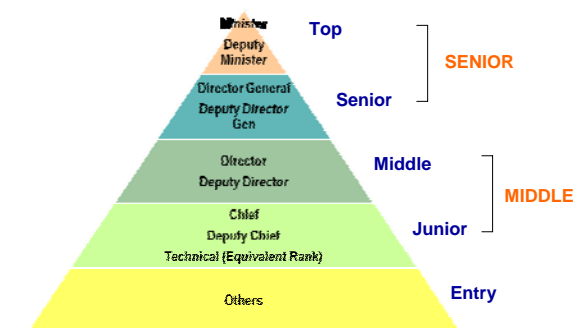 Minister
Top
Deputy
Minister
SENIOR
Director General
Senior
Deputy Director
Gen
Director
Middle
Deputy Director
MIDDLE
Chief
Junior
Deputy Chief
Technical (Equivalent Rank)
Entry
Others